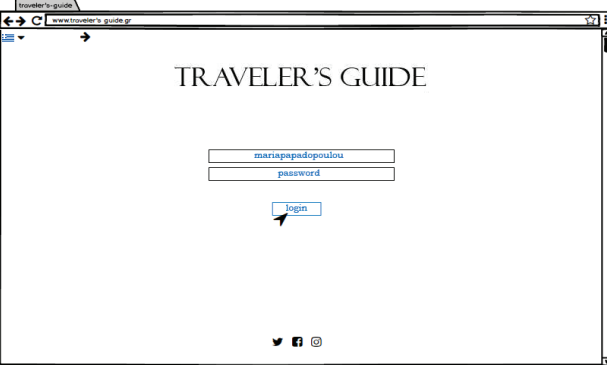 traveler's-guide
www.traveler's guide.gr
TRAVELER'S GUIDE
mariapapadopoulou
password
login